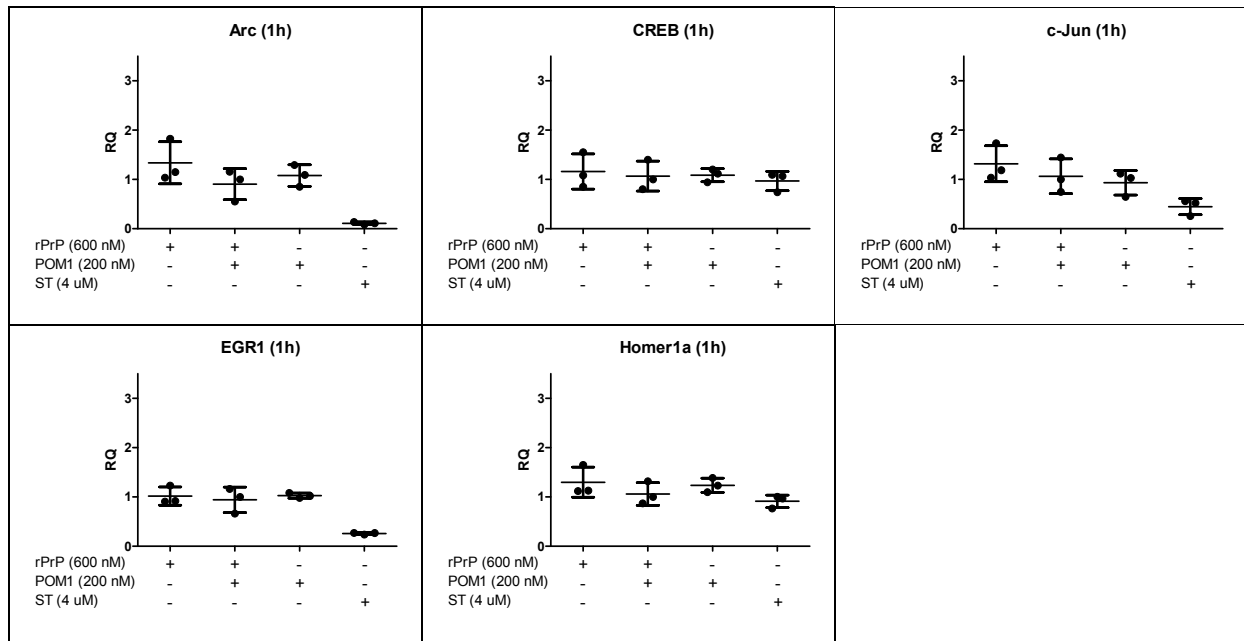 Arc (1h)
3
2
1
0
RQ
rPrP (600 nM) + + - -
POM1 (200 nM) - + + -
ST (4 uM) - - - +
CREB (1h)
3
2
1
0
RQ
rPrP (600 nM) + + - -
POM1 (200 nM) - + + -
ST (4 uM) - - - +
c-Jun (1h)
3
2
1
0
RQ
rPrP (600 nM) + + - -
POM1 (200 nM) - + + -
ST (4 uM) - - - +
EGR1 (1h)
3
2
1
0
RQ
rPrP (600 nM) + + - -
POM1 (200 nM) - + + -
ST (4 uM) - - - +
Homer1a (1h)
3
2
1
0
RQ
rPrP (600 nM) + + - -
POM1 (200 nM) - + + -
ST (4 uM) - - - +